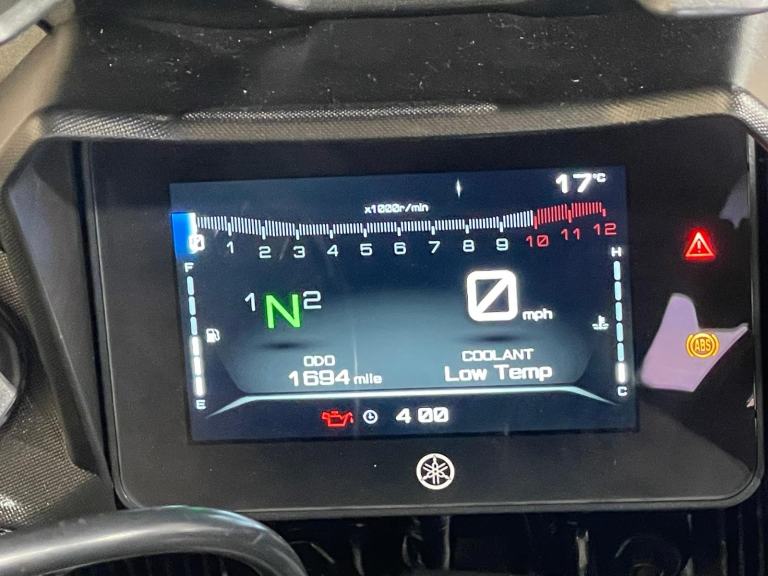 17°C
x1000r/min
0 1 2 3 4 5 6 7 8 9 10 11 12
F H
1 N 2 0 mph
ODO COOLANT
1694 mile Low Temp
E C
4 00
ABS